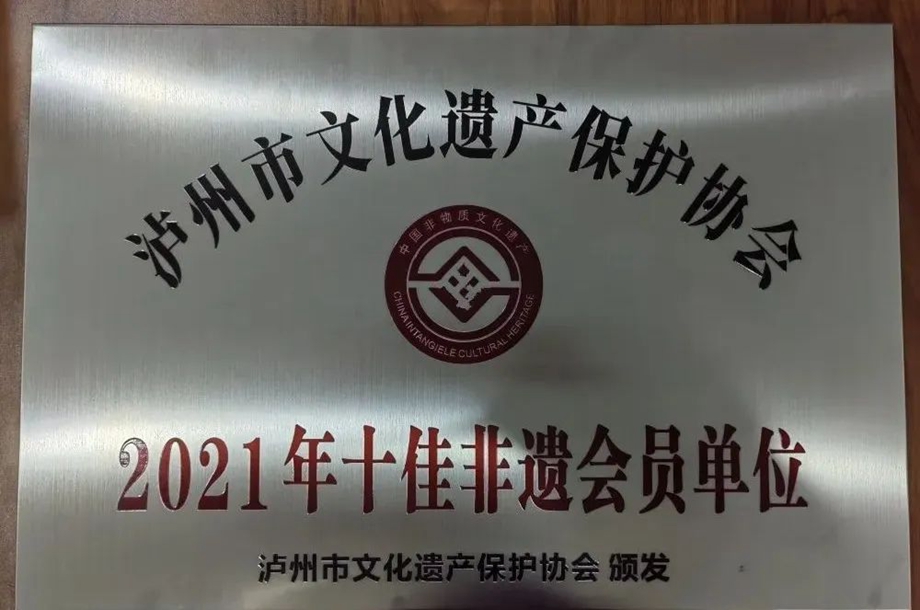 泸州市文化遗产保护协会
中国非物质文化遗产
CHINA INTANGIELE CULTURAL HERITAGE
2021年十佳非遗会员单位
泸州市文化遗产保护协会 颁发